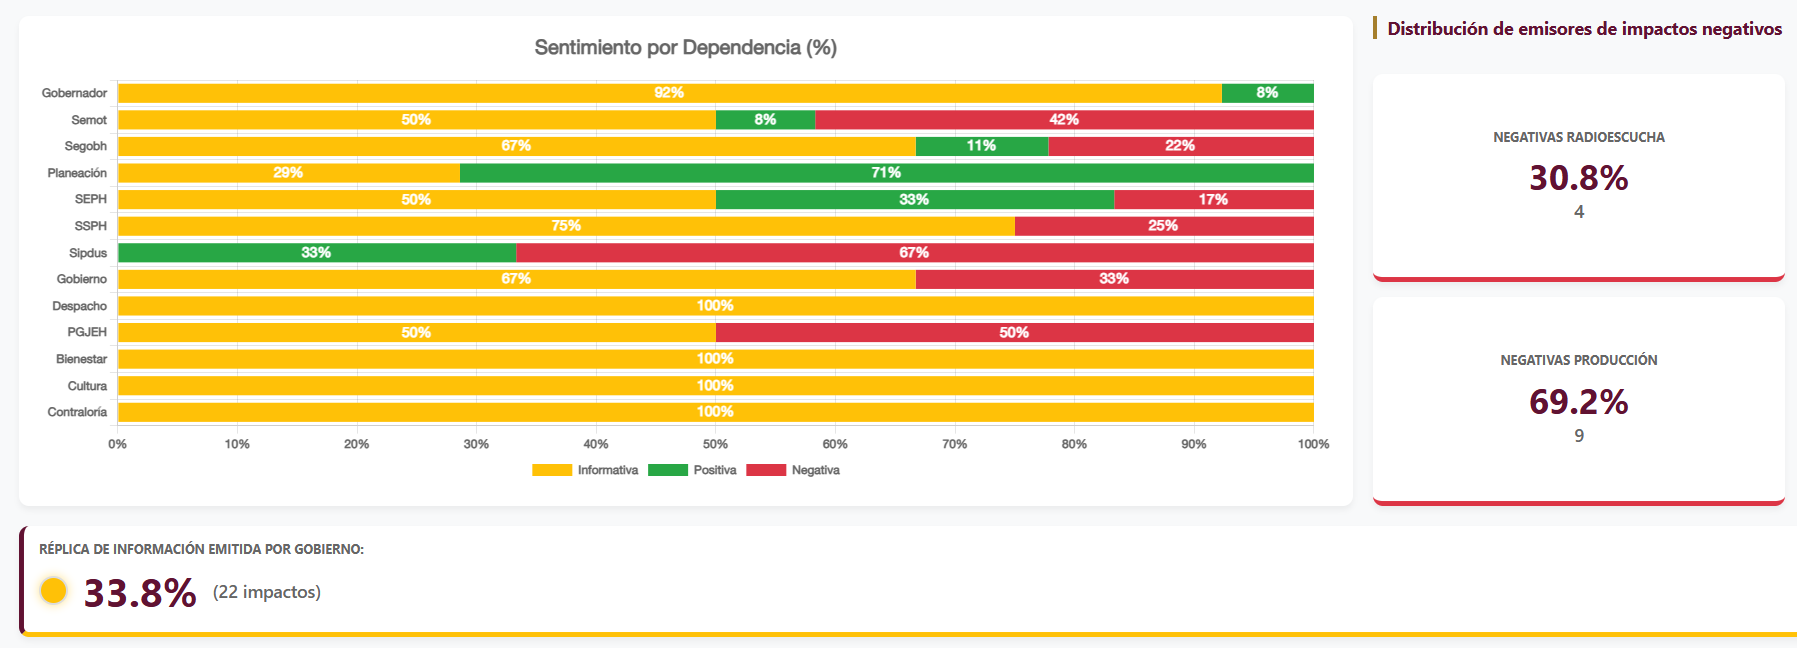 Sentimiento por Dependencia (%)
Gobernador 92% 8%
Semot 50% 8% 42%
Segobh 67% 11% 22%
Planeación 29% 71%
SEPH 50% 33% 17%
SSPH 75% 25%
Sipdus 33% 67%
Gobierno 67% 33%
Despacho 100%
PGJEH 50% 50%
Bienestar 100%
Cultura 100%
Contraloría 100%
0% 10% 20% 30% 40% 50% 60% 70% 80% 90% 100%
Informativa Positiva Negativa
Distribución de emisores de impactos negativos
NEGATIVAS RADIOESCUCHA
30.8%
4
NEGATIVAS PRODUCCIÓN
69.2%
9
RÉPLICA DE INFORMACIÓN EMITIDA POR GOBIERNO:
33.8% (22 impactos)